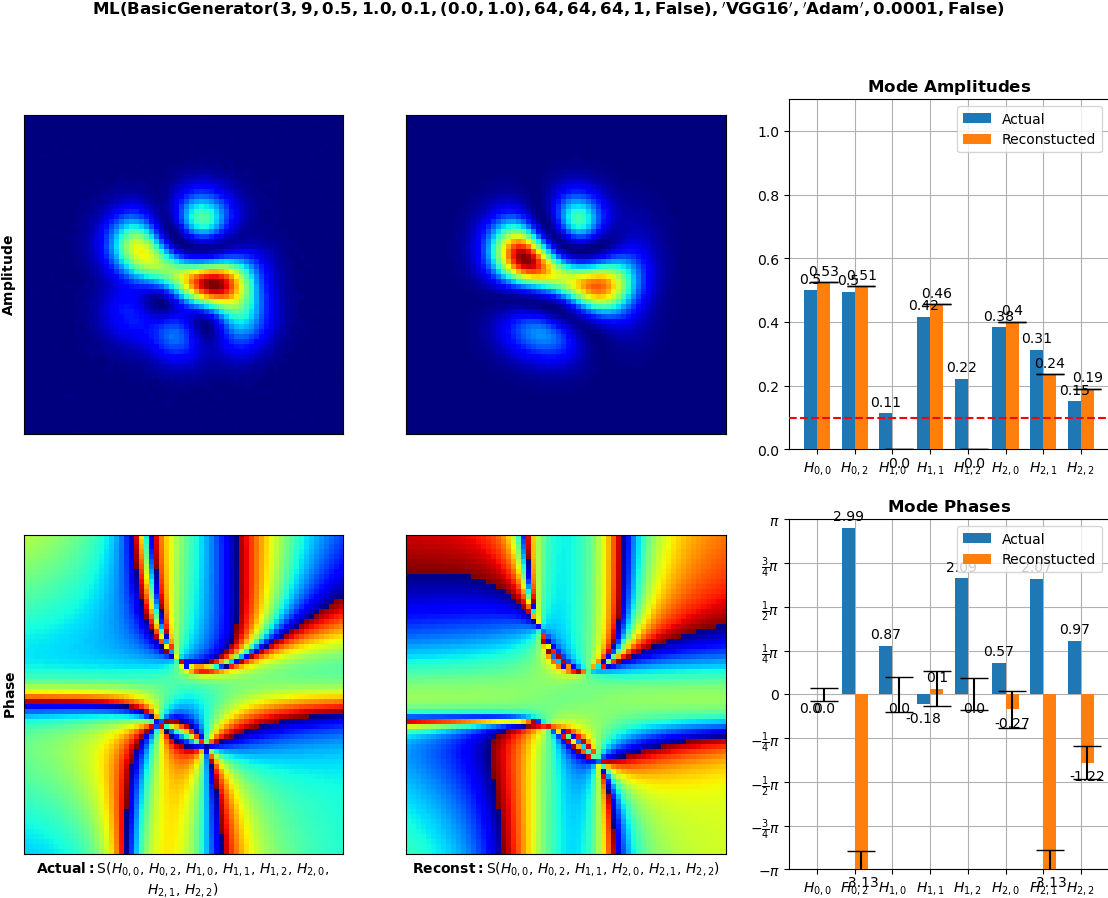 ML(BasicGenerator(3, 9, 0.5, 1.0, 0.1, (0.0, 1.0), 64, 64, 64, 1, False), ′VGG16′, ′Adam′, 0.0001, False)
Mode Amplitudes
Amplitude
1.0
0.8
0.6
0.4
0.2
0.0
Actual
Reconstucted
0.5
0.53
0.5
0.51
0.11
0.0
0.42
0.46
0.22
0.0
0.38
0.4
0.31
0.24
0.15
0.19
H0,0 H0,2 H1,0 H1,1 H1,2 H2,0 H2,1 H2,2
Mode Phases
Phase
π
3/4π
1/2π
1/4π
0
−1/4π
−1/2π
−3/4π
−π
Actual
Reconstucted
0.0
0.0
2.99
-3.13
0.87
0.0
-0.18
0.1
2.09
0.0
0.57
-0.27
2.07
-3.13
0.97
-1.22
H0,0 H0,2 H1,0 H1,1 H1,2 H2,0 H2,1 H2,2
Actual: S(H0,0, H0,2, H1,0, H1,1, H1,2, H2,0,
H2,1, H2,2)
Reconst: S(H0,0, H0,2, H1,1, H2,0, H2,1, H2,2)